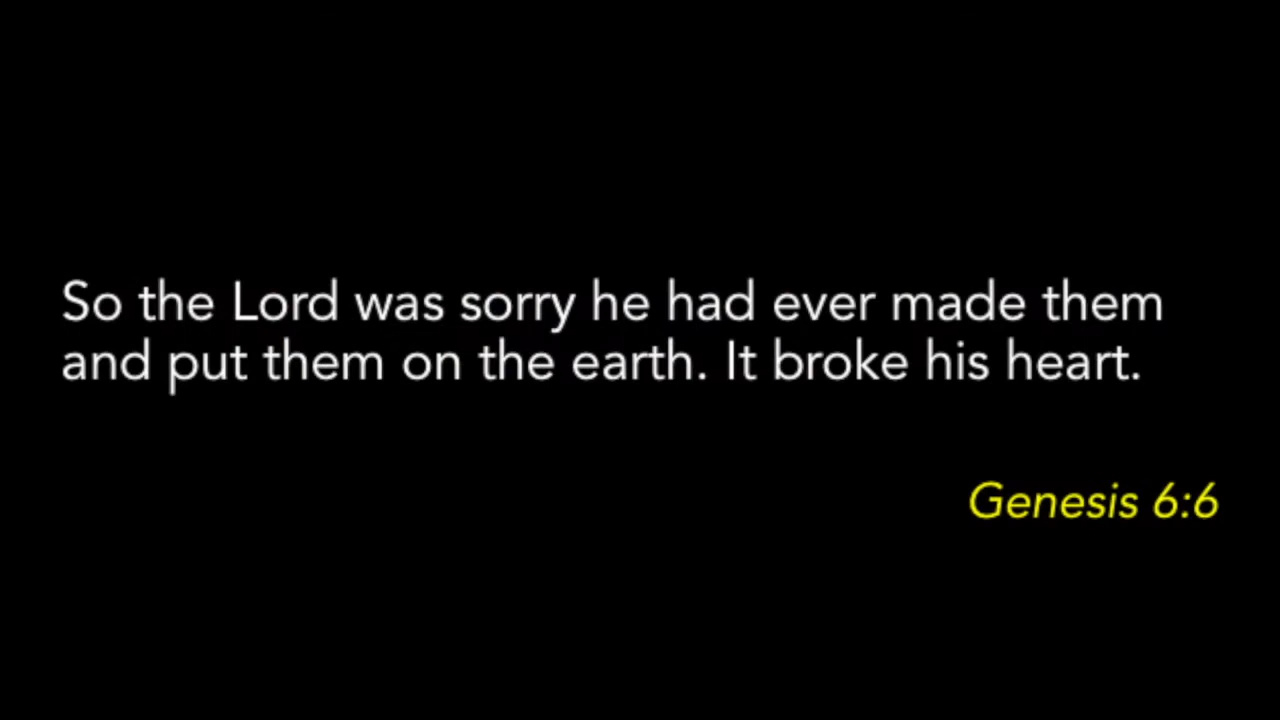 So the Lord was sorry he had ever made them
and put them on the earth. It broke his heart.
Genesis 6:6